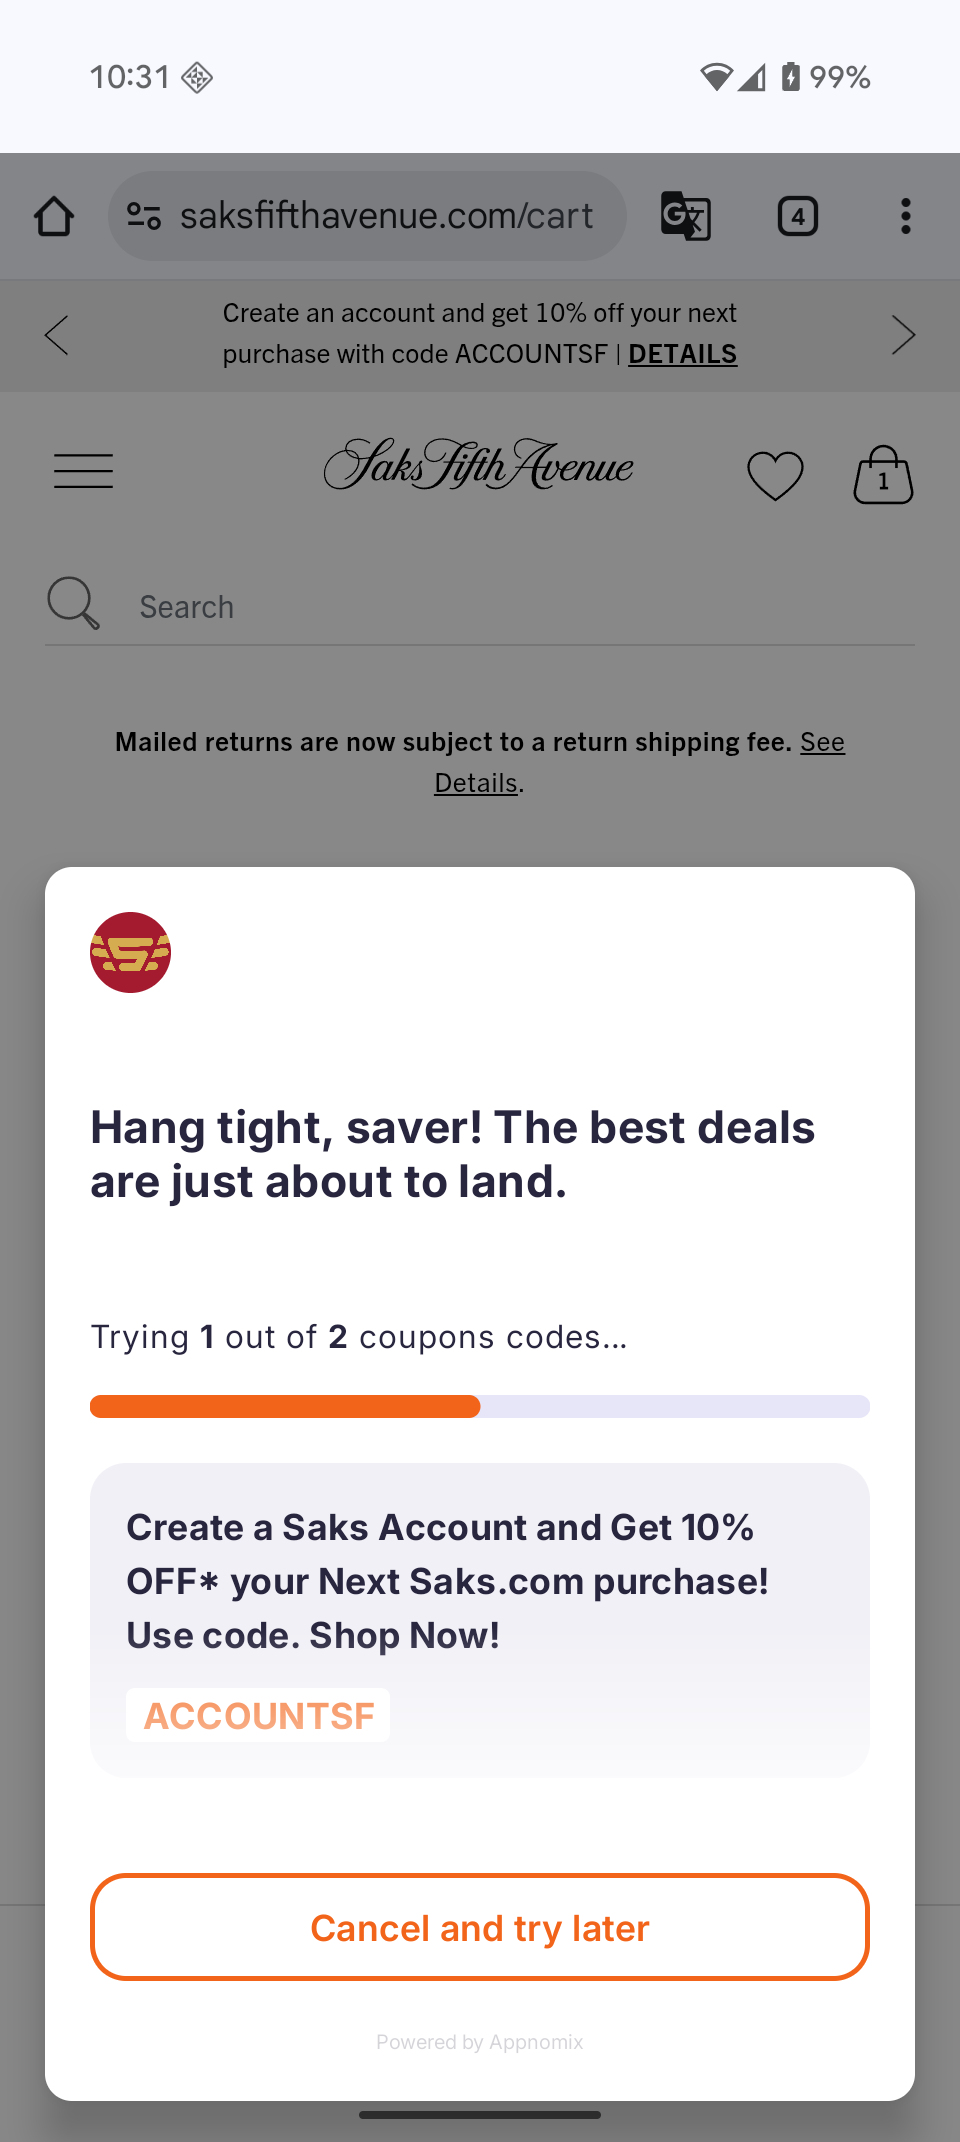 10:31
99%
saksfifthavenue.com/cart
4
Create an account and get 10% off your next
purchase with code ACCOUNTSF | DETAILS
Saks Fifth Avenue
1
Search
Mailed returns are now subject to a return shipping fee. See
Details.
Hang tight, saver! The best deals
are just about to land.
Trying 1 out of 2 coupons codes...
Create a Saks Account and Get 10%
OFF* your Next Saks.com purchase!
Use code. Shop Now!
ACCOUNTSF
Cancel and try later
Powered by Appnomix